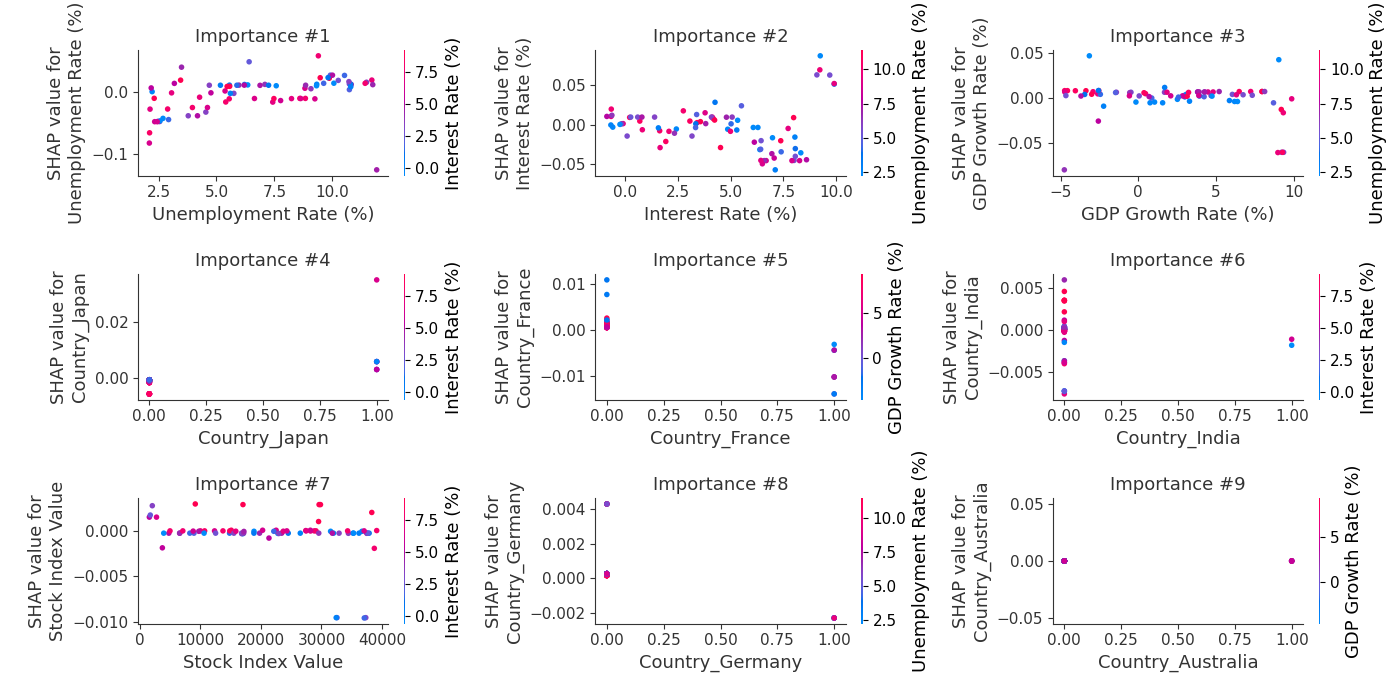 Importance #1
SHAP value for
Unemployment Rate (%)
0.0
−0.1
2.5 5.0 7.5 10.0
Unemployment Rate (%)
7.5
5.0
2.5
0.0
Interest Rate (%)
Importance #2
SHAP value for
Interest Rate (%)
0.05
0.00
−0.05
0.0 2.5 5.0 7.5 10.0
Interest Rate (%)
10.0
7.5
5.0
2.5
Unemployment Rate (%)
Importance #3
SHAP value for
GDP Growth Rate (%)
0.05
0.00
−0.05
−5 0 5 10
GDP Growth Rate (%)
10.0
7.5
5.0
2.5
Unemployment Rate (%)
Importance #4
SHAP value for
Country_Japan
0.02
0.00
0.00 0.25 0.50 0.75 1.00
Country_Japan
7.5
5.0
2.5
0.0
Interest Rate (%)
Importance #5
SHAP value for
Country_France
0.01
0.00
−0.01
0.00 0.25 0.50 0.75 1.00
Country_France
5
0
GDP Growth Rate (%)
Importance #6
SHAP value for
Country_India
0.005
0.000
−0.005
0.00 0.25 0.50 0.75 1.00
Country_India
7.5
5.0
2.5
0.0
Interest Rate (%)
Importance #7
SHAP value for
Stock Index Value
0.000
−0.005
−0.010
0 10000 20000 30000 40000
Stock Index Value
7.5
5.0
2.5
0.0
Interest Rate (%)
Importance #8
SHAP value for
Country_Germany
0.004
0.002
0.000
−0.002
0.00 0.25 0.50 0.75 1.00
Country_Germany
10.0
7.5
5.0
2.5
Unemployment Rate (%)
Importance #9
SHAP value for
Country_Australia
0.05
0.00
−0.05
0.00 0.25 0.50 0.75 1.00
Country_Australia
5
0
GDP Growth Rate (%)